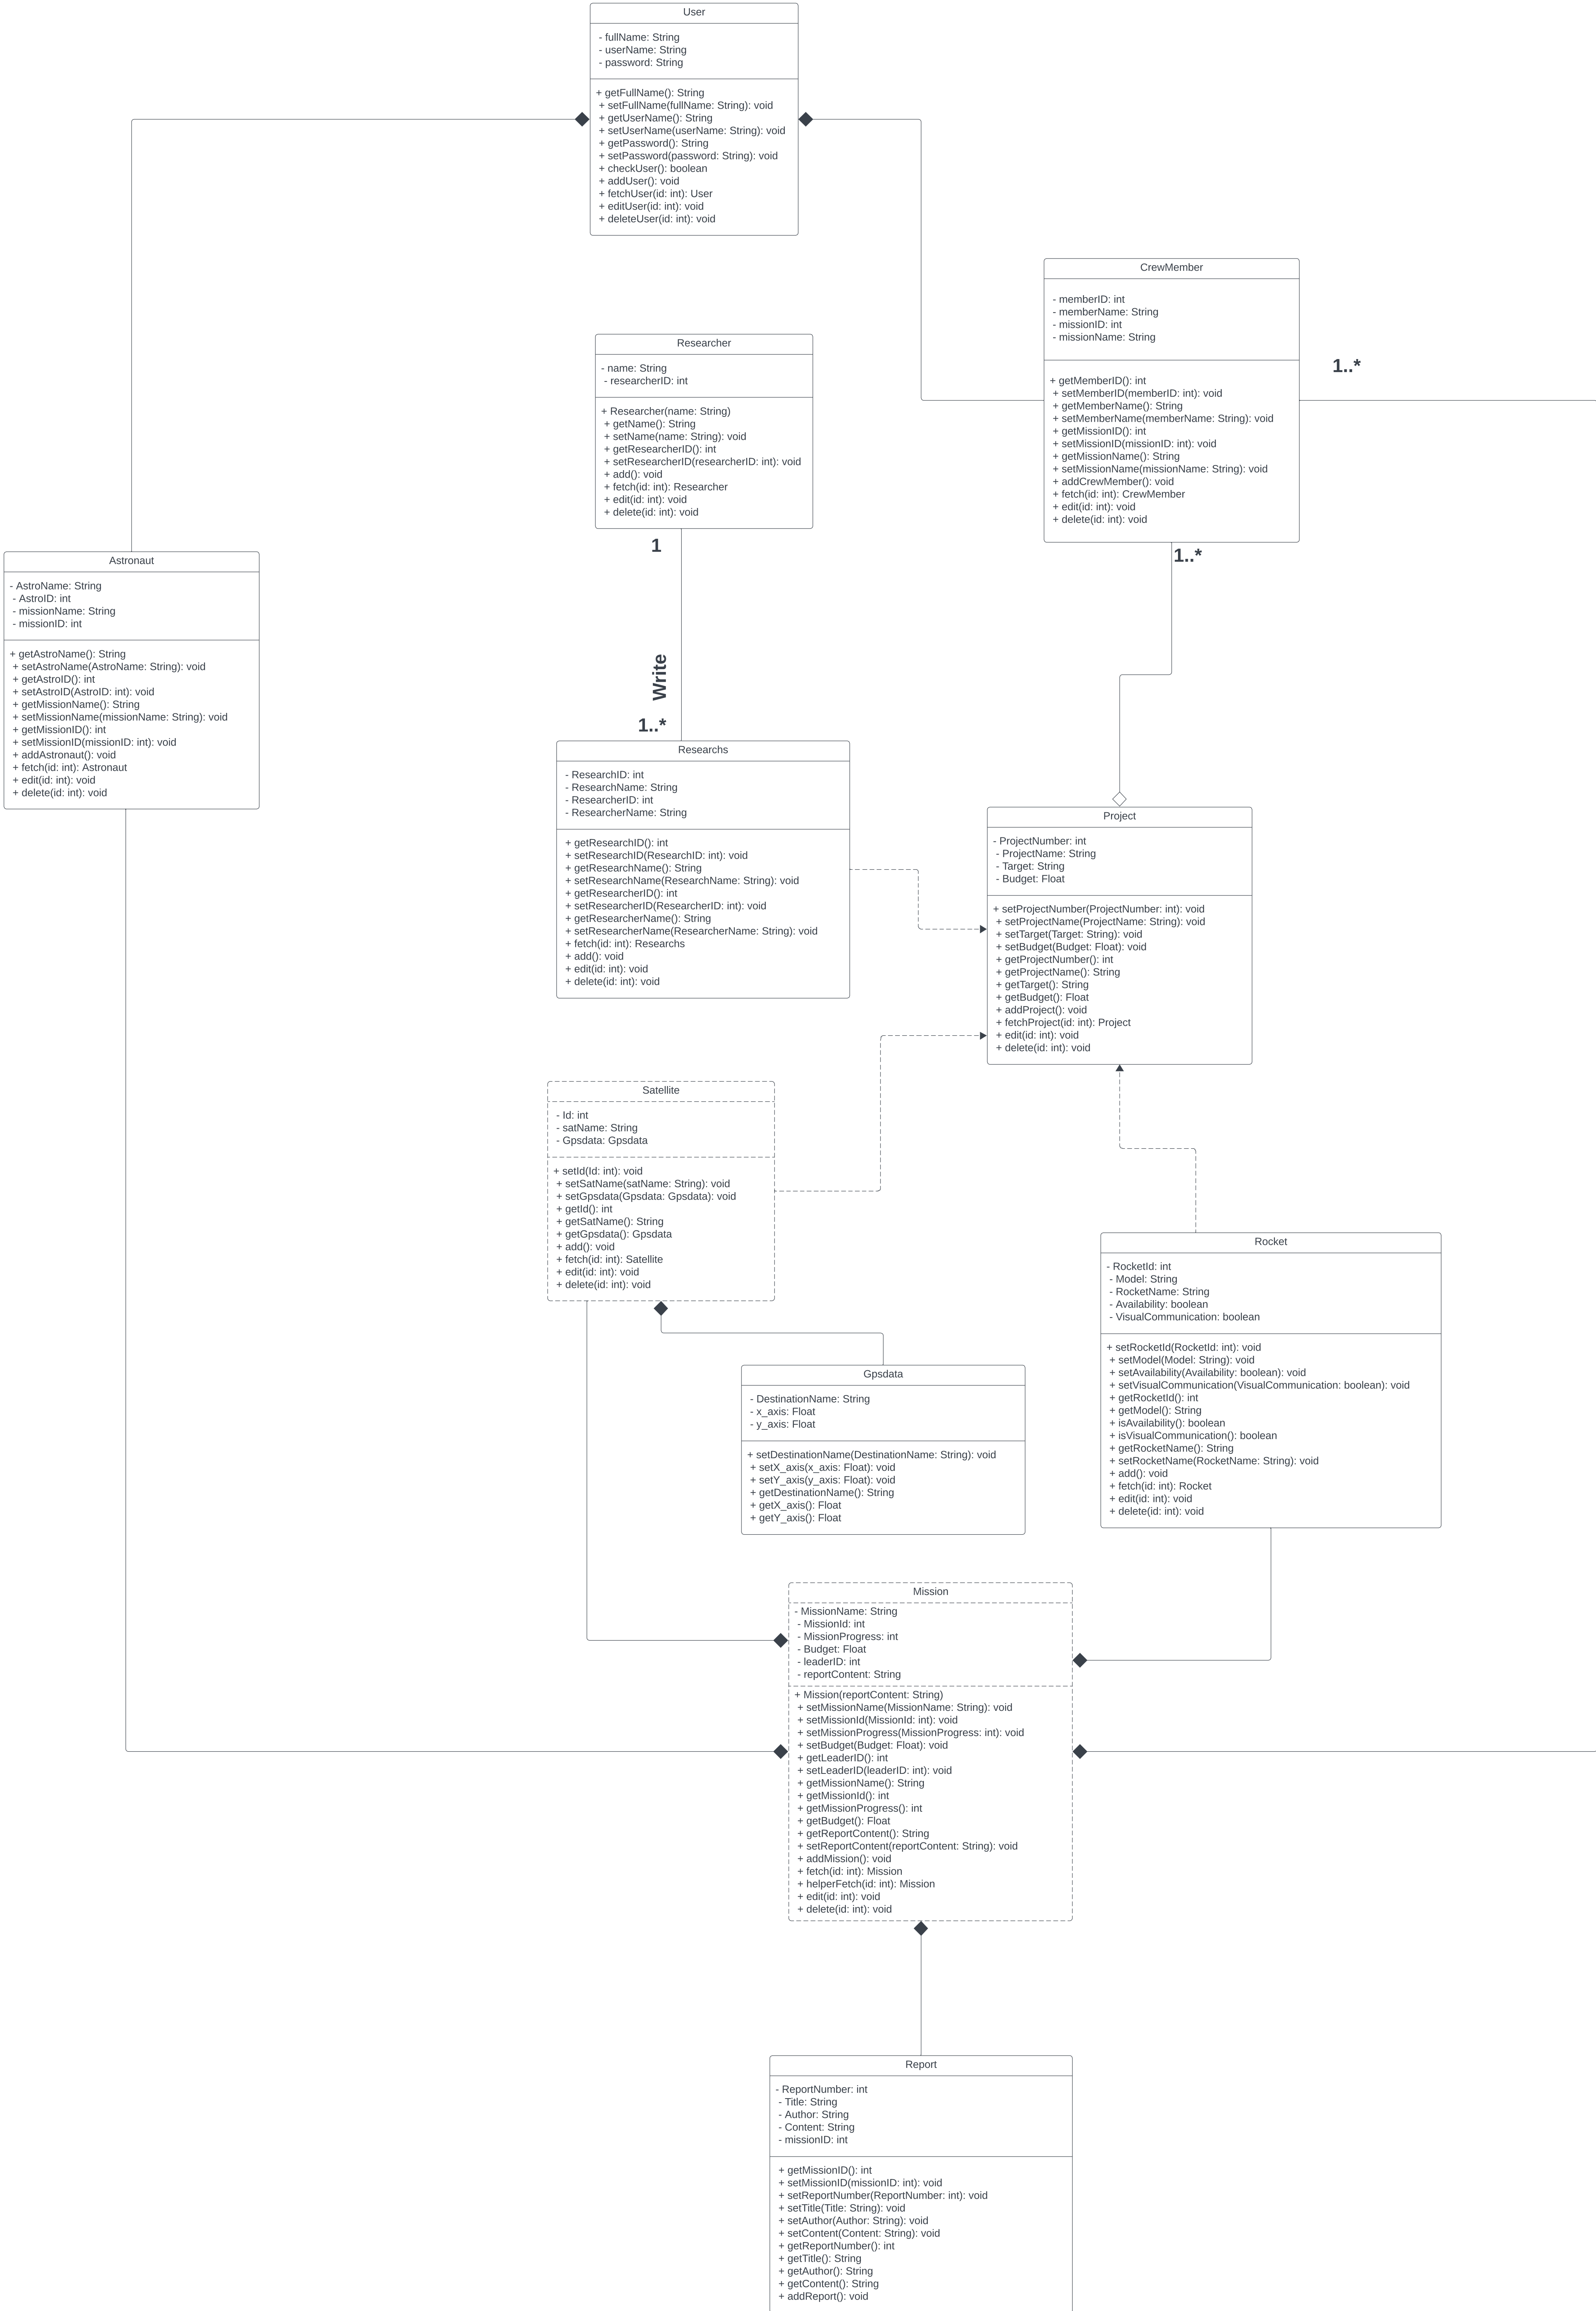 User
- fullName: String
- userName: String
- password: String
+ getFullName(): String
+ setFullName(fullName: String): void
+ getUserName(): String
+ setUserName(userName: String): void
+ getPassword(): String
+ setPassword(password: String): void
+ checkUser(): boolean
+ addUser(): void
+ fetchUser(id: int): User
+ editUser(id: int): void
+ deleteUser(id: int): void
CrewMember
- memberID: int
- memberName: String
- missionID: int
- missionName: String
+ getMemberID(): int
+ setMemberID(memberID: int): void
+ getMemberName(): String
+ setMemberName(memberName: String): void
+ getMissionID(): int
+ setMissionID(missionID: int): void
+ getMissionName(): String
+ setMissionName(missionName: String): void
+ addCrewMember(): void
+ fetch(id: int): CrewMember
+ edit(id: int): void
+ delete(id: int): void
1..*
1..*
Researcher
- name: String
- researcherID: int
+ Researcher(name: String)
+ getName(): String
+ setName(name: String): void
+ getResearcherID(): int
+ setResearcherID(researcherID: int): void
+ add(): void
+ fetch(id: int): Researcher
+ edit(id: int): void
+ delete(id: int): void
1
Write
1..*
Astronaut
- AstroName: String
- AstroID: int
- missionName: String
- missionID: int
+ getAstroName(): String
+ setAstroName(AstroName: String): void
+ getAstroID(): int
+ setAstroID(AstroID: int): void
+ getMissionName(): String
+ setMissionName(missionName: String): void
+ getMissionID(): int
+ setMissionID(missionID: int): void
+ addAstronaut(): void
+ fetch(id: int): Astronaut
+ edit(id: int): void
+ delete(id: int): void
Researchs
- ResearchID: int
- ResearchName: String
- ResearcherID: int
- ResearcherName: String
+ getResearchID(): int
+ setResearchID(ResearchID: int): void
+ getResearchName(): String
+ setResearchName(ResearchName: String): void
+ getResearcherID(): int
+ setResearcherID(ResearcherID: int): void
+ getResearcherName(): String
+ setResearcherName(ResearcherName: String): void
+ fetch(id: int): Researchs
+ add(): void
+ edit(id: int): void
+ delete(id: int): void
Project
- ProjectNumber: int
- ProjectName: String
- Target: String
- Budget: Float
+ setProjectNumber(ProjectNumber: int): void
+ setProjectName(ProjectName: String): void
+ setTarget(Target: String): void
+ setBudget(Budget: Float): void
+ getProjectNumber(): int
+ getProjectName(): String
+ getTarget(): String
+ getBudget(): Float
+ addProject(): void
+ fetchProject(id: int): Project
+ edit(id: int): void
+ delete(id: int): void
Satellite
- Id: int
- satName: String
- Gpsdata: Gpsdata
+ setId(Id: int): void
+ setSatName(satName: String): void
+ setGpsdata(Gpsdata: Gpsdata): void
+ getId(): int
+ getSatName(): String
+ getGpsdata(): Gpsdata
+ add(): void
+ fetch(id: int): Satellite
+ edit(id: int): void
+ delete(id: int): void
Rocket
- RocketId: int
- Model: String
- RocketName: String
- Availability: boolean
- VisualCommunication: boolean
+ setRocketId(RocketId: int): void
+ setModel(Model: String): void
+ setAvailability(Availability: boolean): void
+ setVisualCommunication(VisualCommunication: boolean): void
+ getRocketId(): int
+ getModel(): String
+ isAvailability(): boolean
+ isVisualCommunication(): boolean
+ getRocketName(): String
+ setRocketName(RocketName: String): void
+ add(): void
+ fetch(id: int): Rocket
+ edit(id: int): void
+ delete(id: int): void
Gpsdata
- DestinationName: String
- x_axis: Float
- y_axis: Float
+ setDestinationName(DestinationName: String): void
+ setX_axis(x_axis: Float): void
+ setY_axis(y_axis: Float): void
+ getDestinationName(): String
+ getX_axis(): Float
+ getY_axis(): Float
Mission
- MissionName: String
- MissionId: int
- MissionProgress: int
- Budget: Float
- leaderID: int
- reportContent: String
+ Mission(reportContent: String)
+ setMissionName(MissionName: String): void
+ setMissionId(MissionId: int): void
+ setMissionProgress(MissionProgress: int): void
+ setBudget(Budget: Float): void
+ getLeaderID(): int
+ setLeaderID(leaderID: int): void
+ getMissionName(): String
+ getMissionId(): int
+ getMissionProgress(): int
+ getBudget(): Float
+ getReportContent(): String
+ setReportContent(reportContent: String): void
+ addMission(): void
+ fetch(id: int): Mission
+ helperFetch(id: int): Mission
+ edit(id: int): void
+ delete(id: int): void
Report
- ReportNumber: int
- Title: String
- Author: String
- Content: String
- missionID: int
+ getMissionID(): int
+ setMissionID(missionID: int): void
+ setReportNumber(ReportNumber: int): void
+ setTitle(Title: String): void
+ setAuthor(Author: String): void
+ setContent(Content: String): void
+ getReportNumber(): int
+ getTitle(): String
+ getAuthor(): String
+ getContent(): String
+ addReport(): void